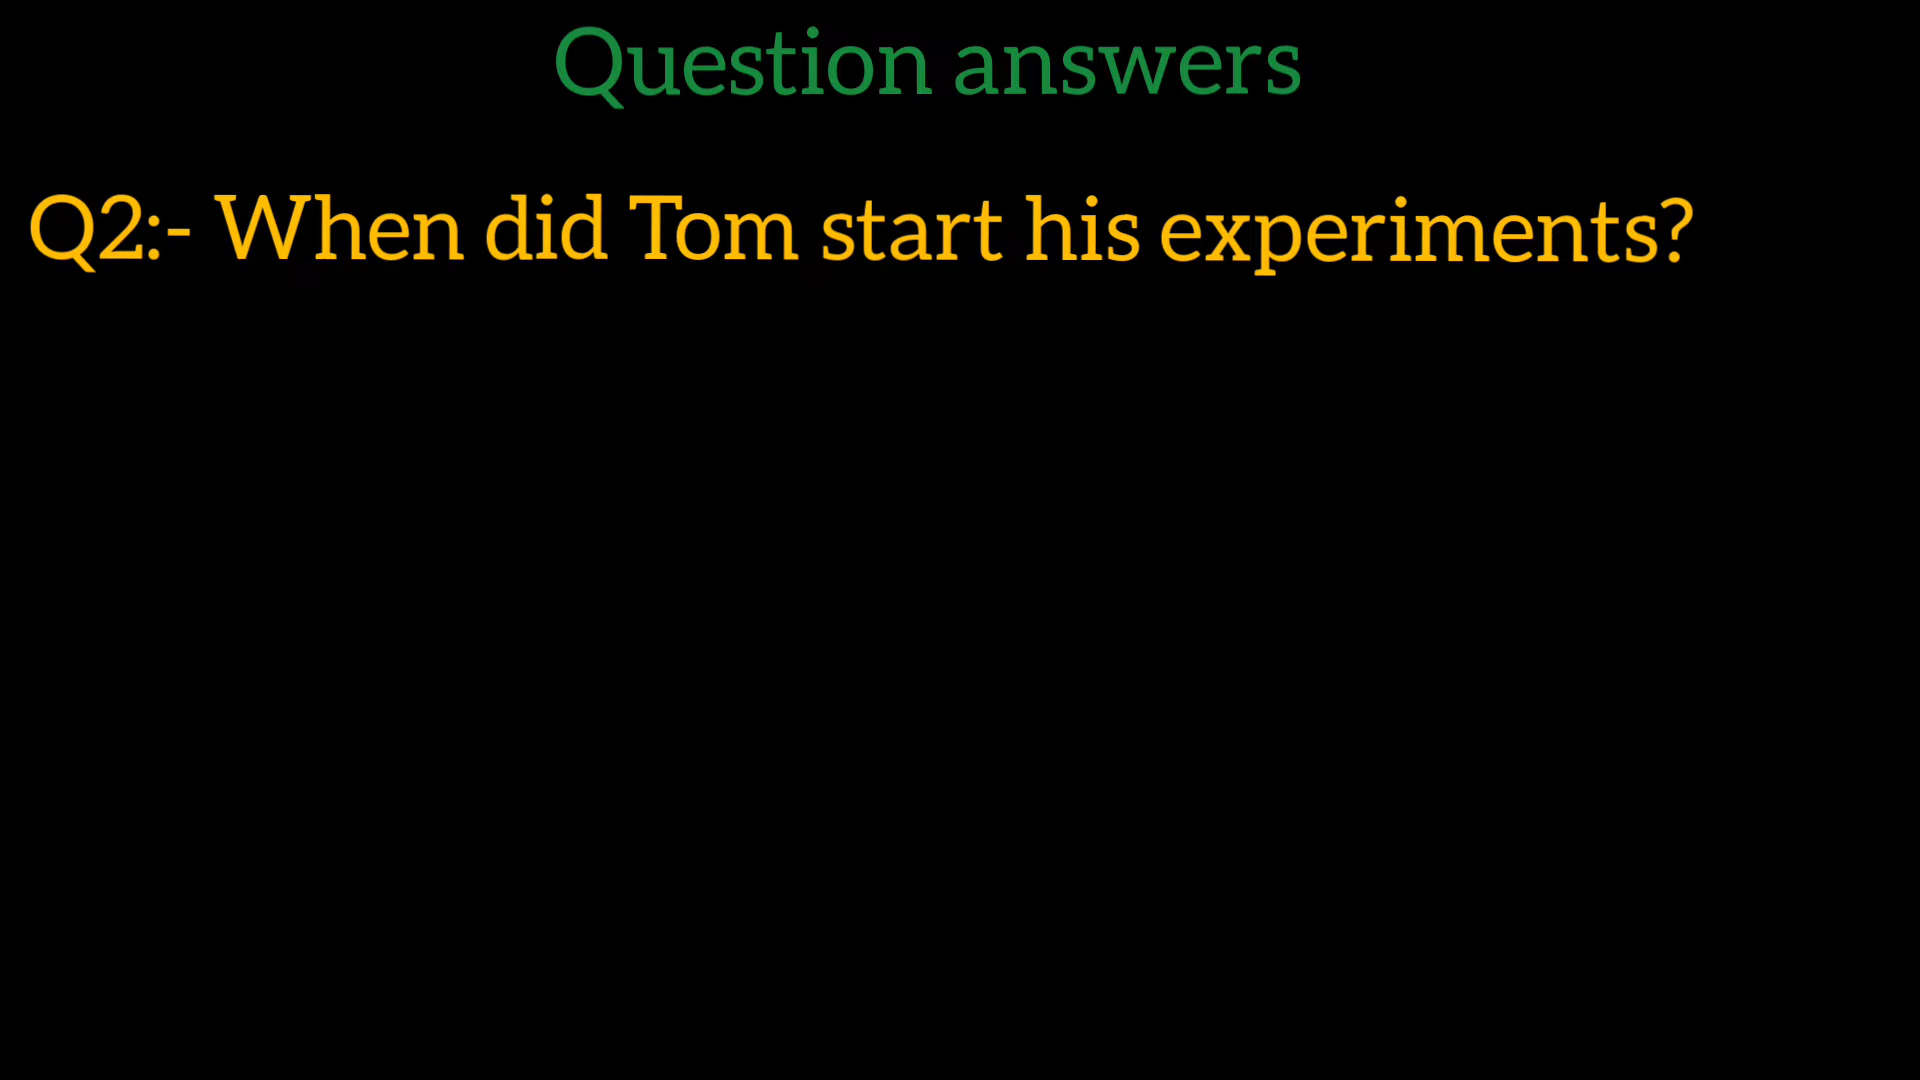 Question answers
Q2:- When did Tom start his experiments?